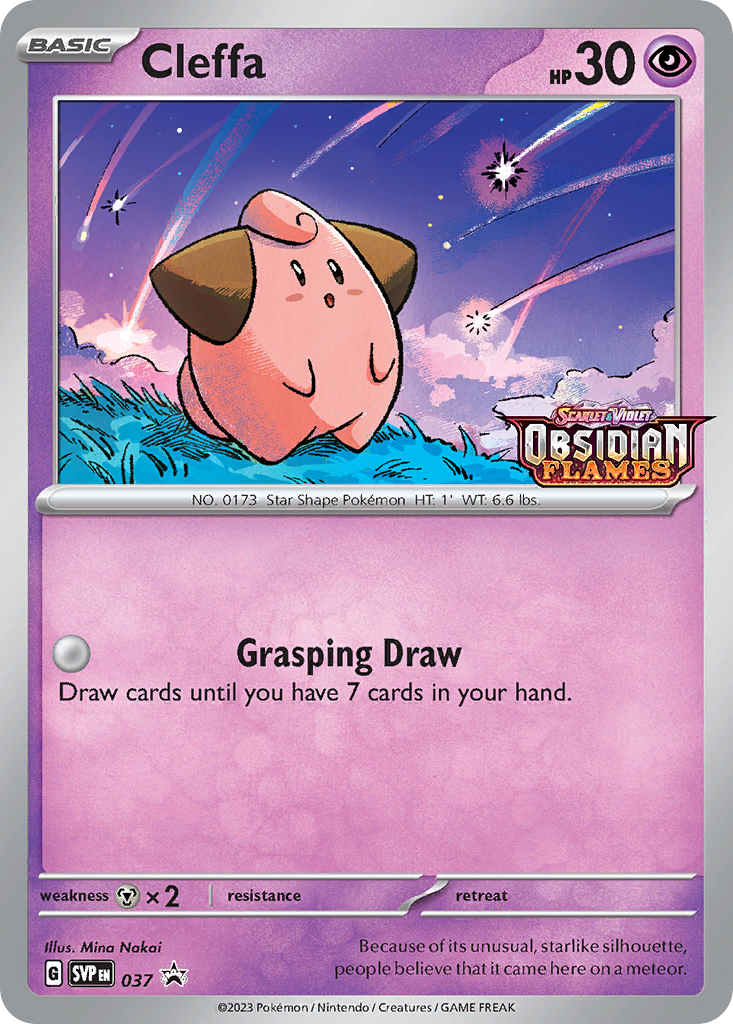 BASIC
Cleffa
HP 30
SCARLET & VIOLET
OBSIDIAN
FLAMES
NO. 0173 Star Shape Pokémon HT: 1' WT: 6.6 lbs.
Grasping Draw
Draw cards until you have 7 cards in your hand.
weakness ×2 resistance retreat
Illus. Mina Nakai
Because of its unusual, starlike silhouette,
people believe that it came here on a meteor.
G SVP EN 037
©2023 Pokémon / Nintendo / Creatures / GAME FREAK